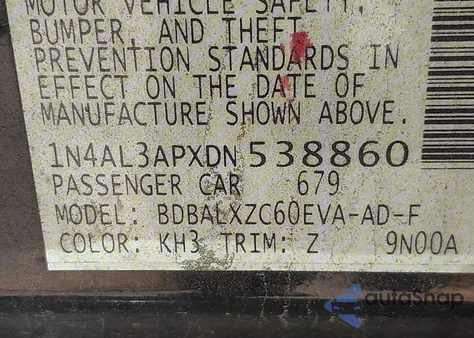 MOTOR VEHICLE SAFETY,
BUMPER, AND THEFT
PREVENTION STANDARDS IN
EFFECT ON THE DATE OF
MANUFACTURE SHOWN ABOVE.
1N4AL3APXDN538860
PASSENGER CAR 679
MODEL: BDBALXZC60EVA-AD-F
COLOR: KH3 TRIM: Z 9N00A
autoSnap